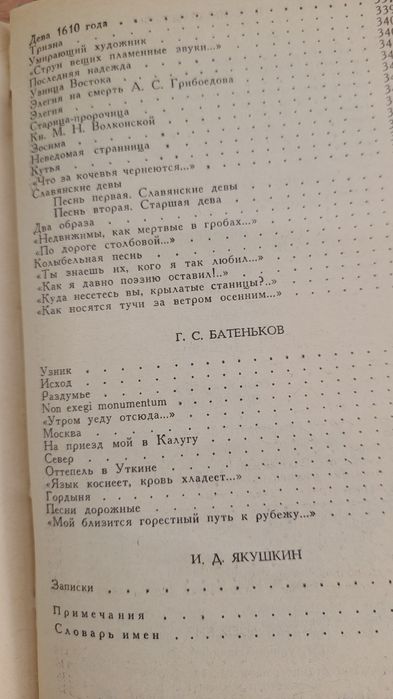 Дева 1610 года
Тризна
Умирающий художник
«Струн вещих пламенные звуки...»
Последняя надежда
Узница Востока
Элегия на смерть А. С. Грибоедова
Элегия
Старица-пророчица
Кн. М. Н. Волконской
Зосима
Неведомая странница
Кутья
«Что за кочевья чернеются...»
Славянские девы
Песнь первая. Славянские девы
Песнь вторая. Старшая дева
Два образа
«Недвижимы, как мертвые в гробах...»
«По дороге столбовой...»
Колыбельная песнь
«Ты знаешь их, кого я так любил...»
«Как я давно поэзию оставил!..»
«Куда несетесь вы, крылатые станицы?..»
«Как носятся тучи за ветром осенним...»
Г. С. БАТЕНЬКОВ
Узник
Исход
Раздумье
Non exegi monumentum
«Утром уеду отсюда...»
Москва
На приезд мой в Калугу
Север
Оттепель в Уткине
«Язык коснеет, кровь хладеет...»
Гордыня
Песни дорожные
«Мой близится горестный путь к рубежу...»
И. Д. ЯКУШКИН
Записки
Примечания
Словарь имен